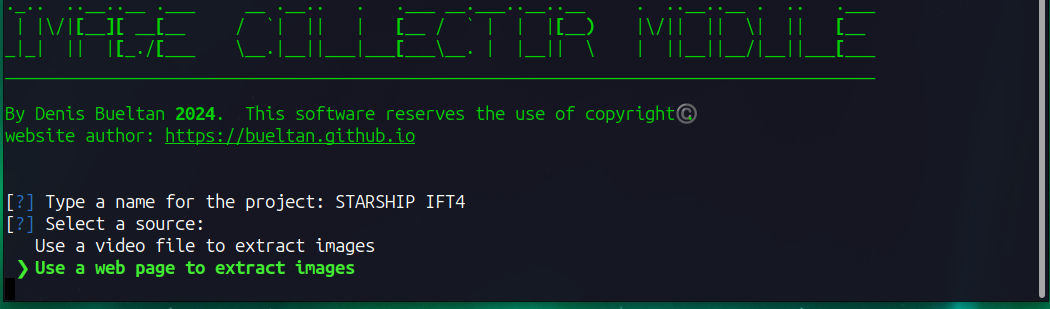 IMAGE COLLECTOR MODULE
By Denis Bueltan 2024.  This software reserves the use of copyright©
website author: https://bueltan.github.io
[?] Type a name for the project: STARSHIP IFT4
[?] Select a source:
Use a video file to extract images
❯ Use a web page to extract images